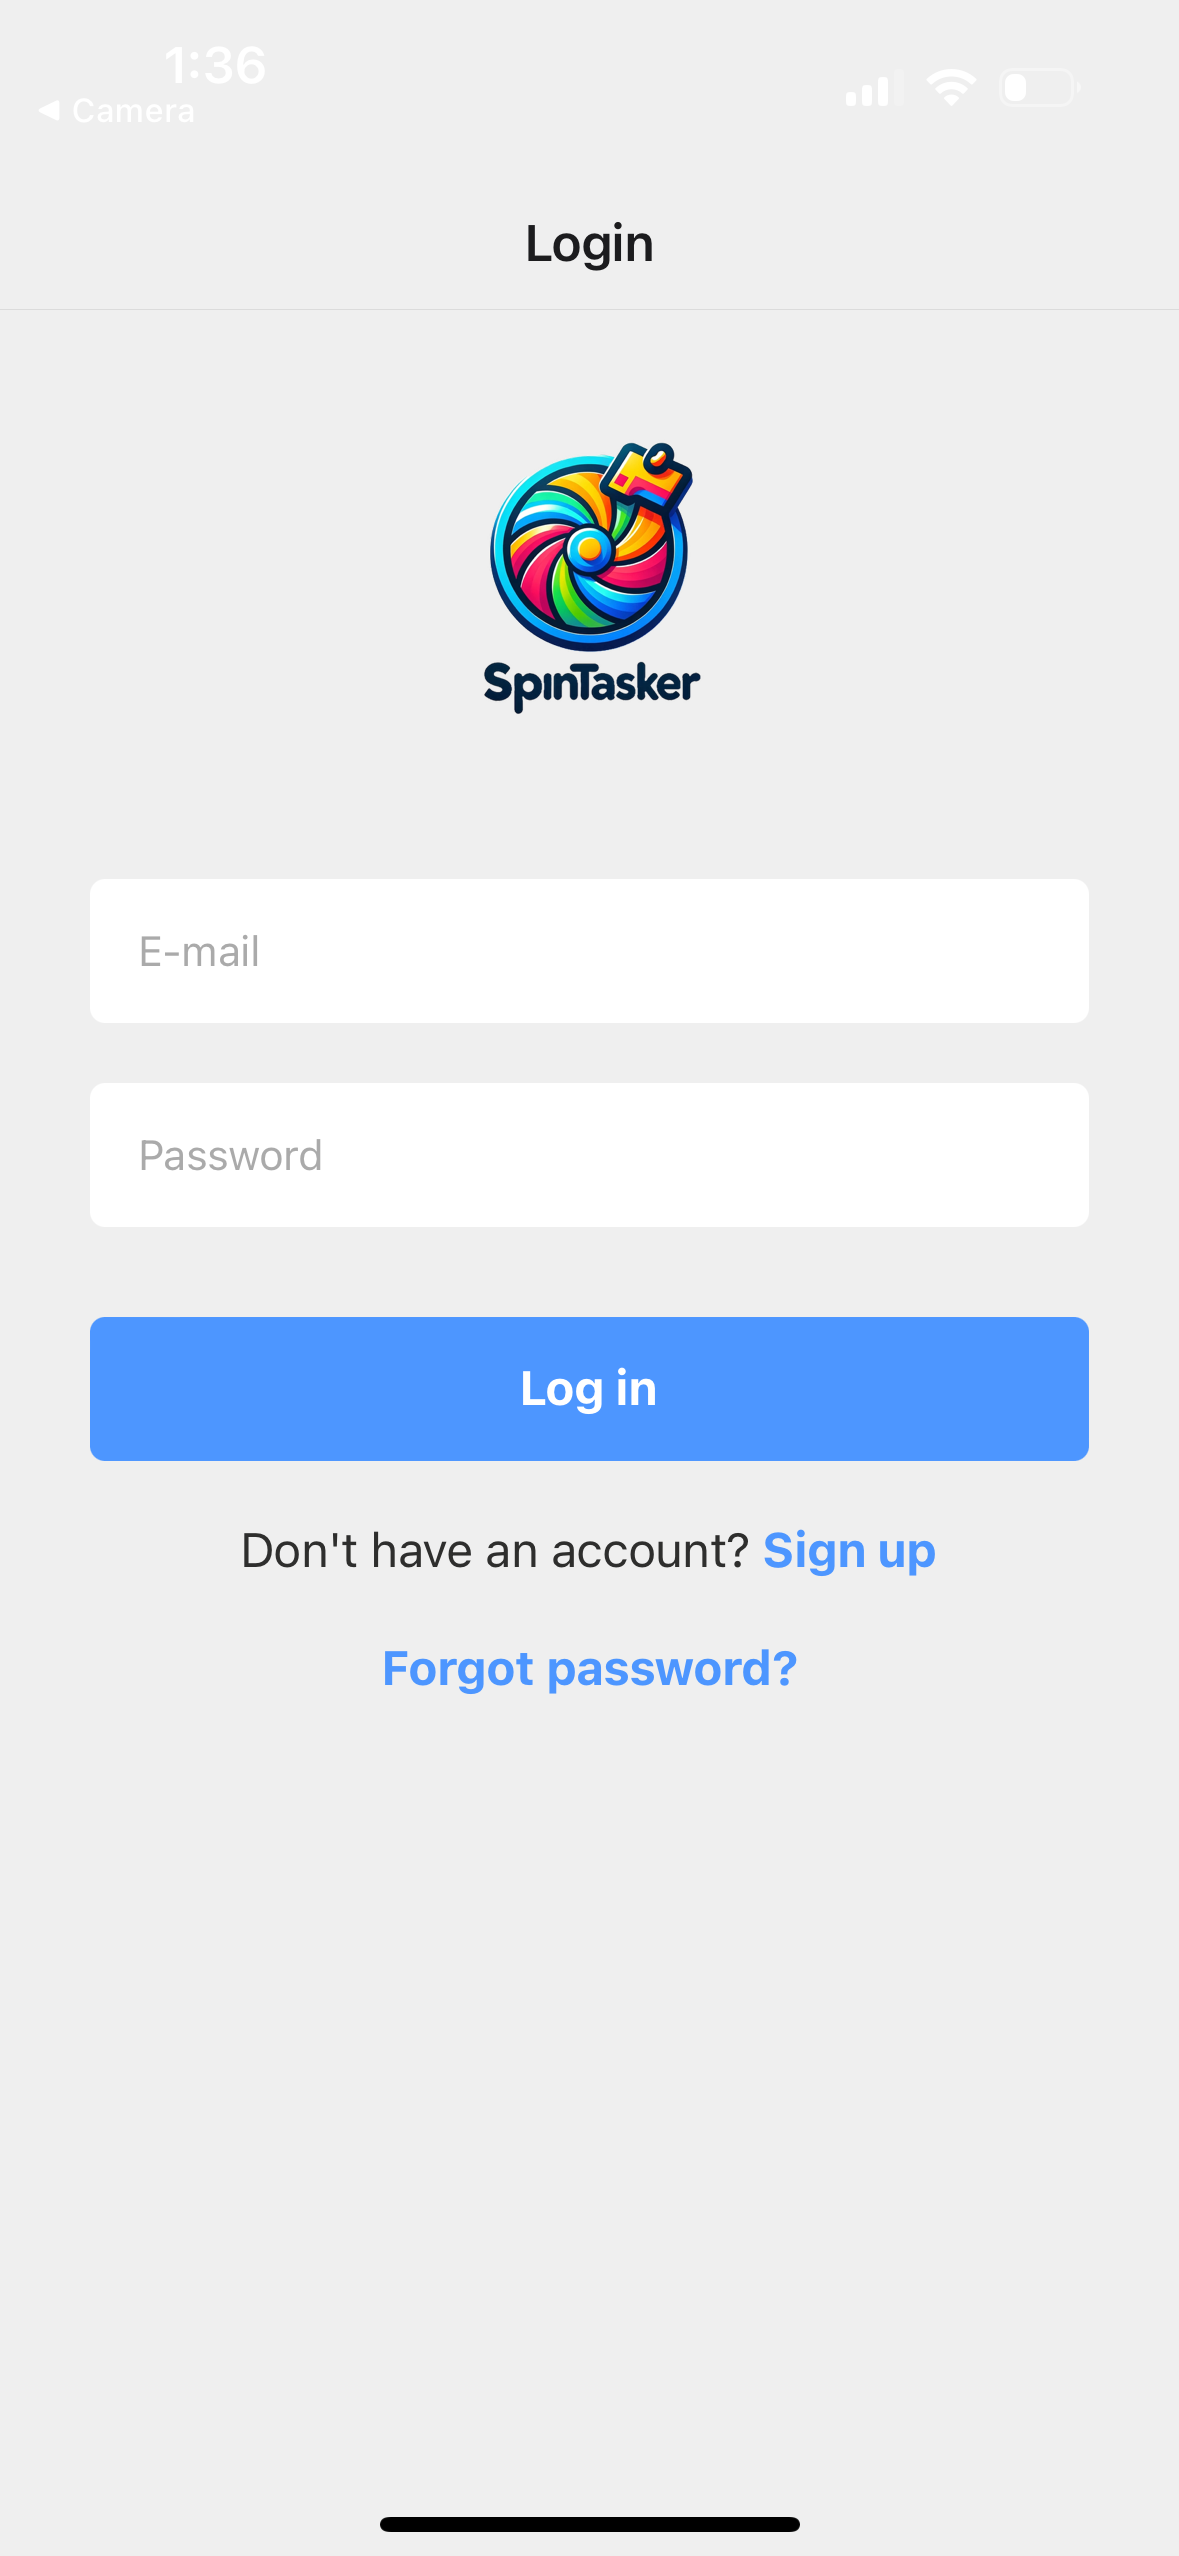 1:36
◀ Camera
Login
SpinTasker
E-mail
Password
Log in
Don't have an account? Sign up
Forgot password?